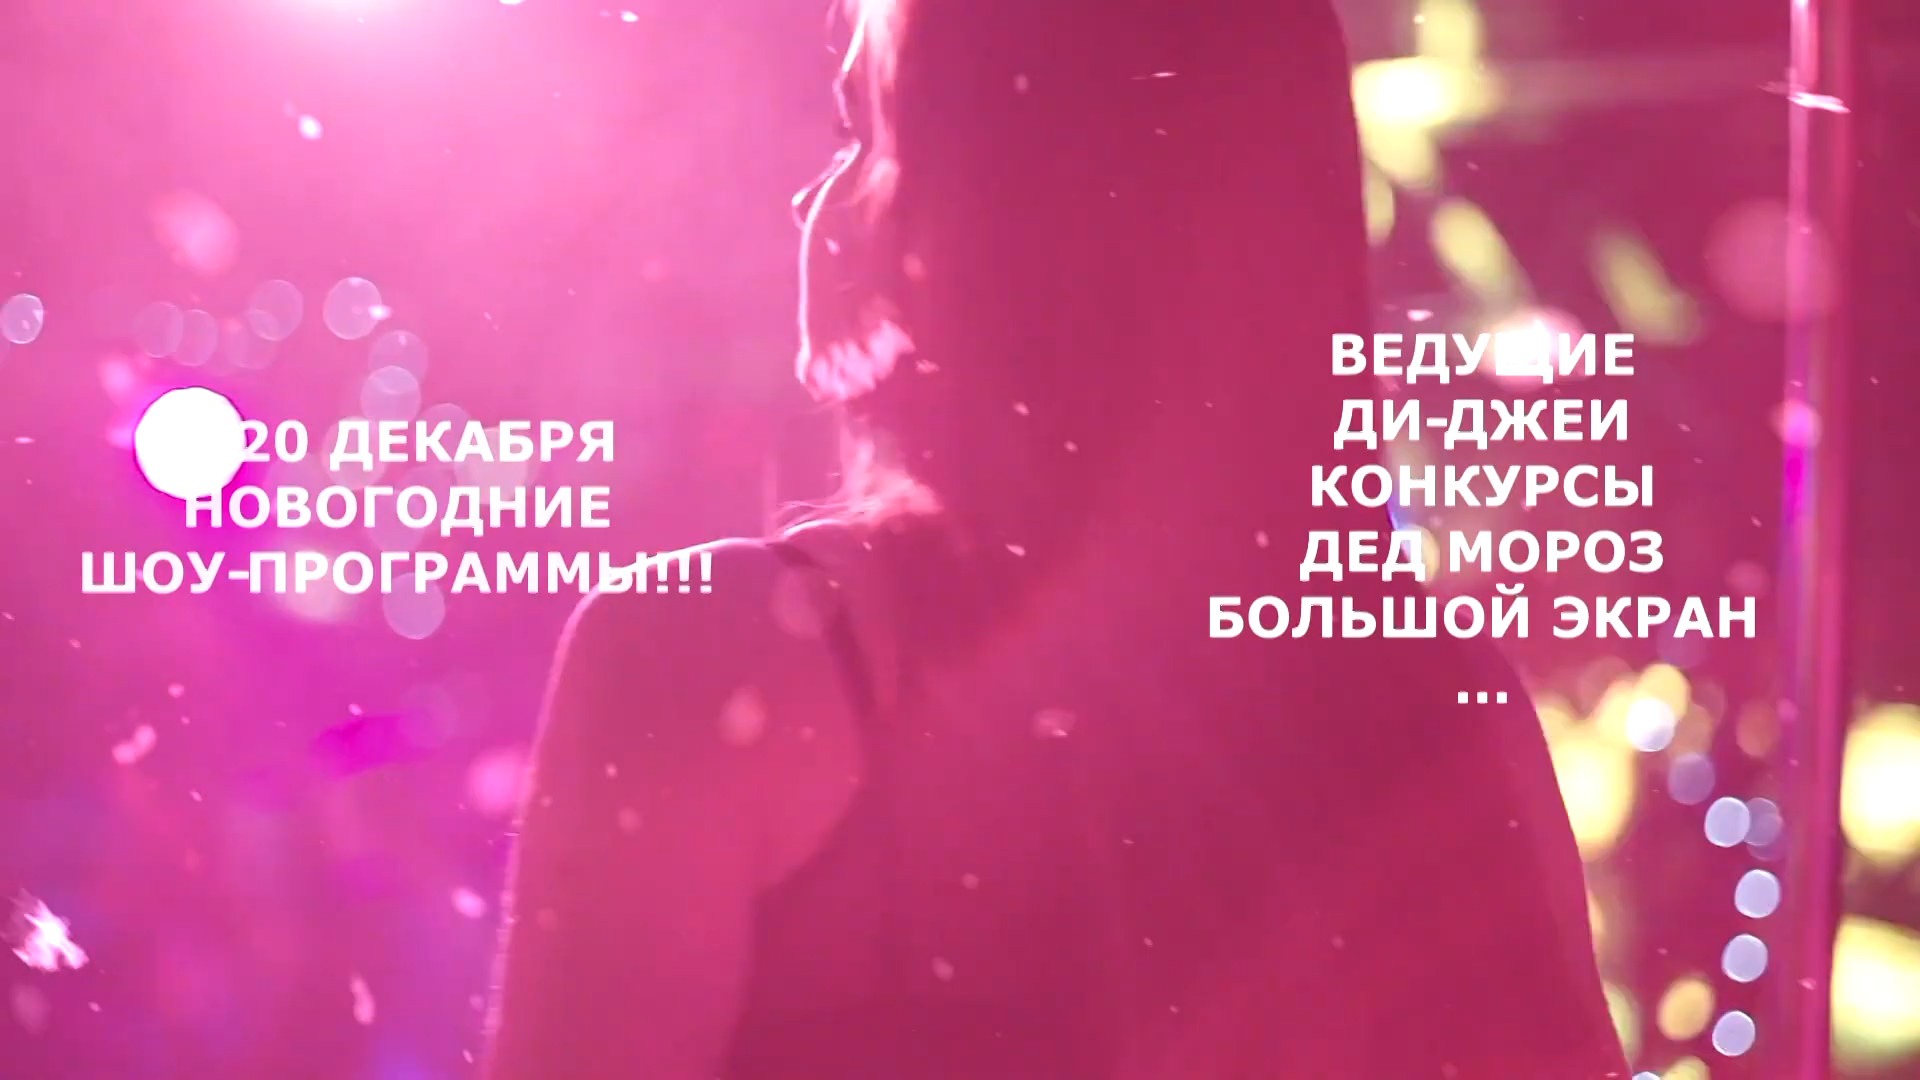 20 ДЕКАБРЯ
НОВОГОДНИЕ
ШОУ-ПРОГРАММЫ!!!
ВЕДУЩИЕ
ДИ-ДЖЕИ
КОНКУРСЫ
ДЕД МОРОЗ
БОЛЬШОЙ ЭКРАН
...